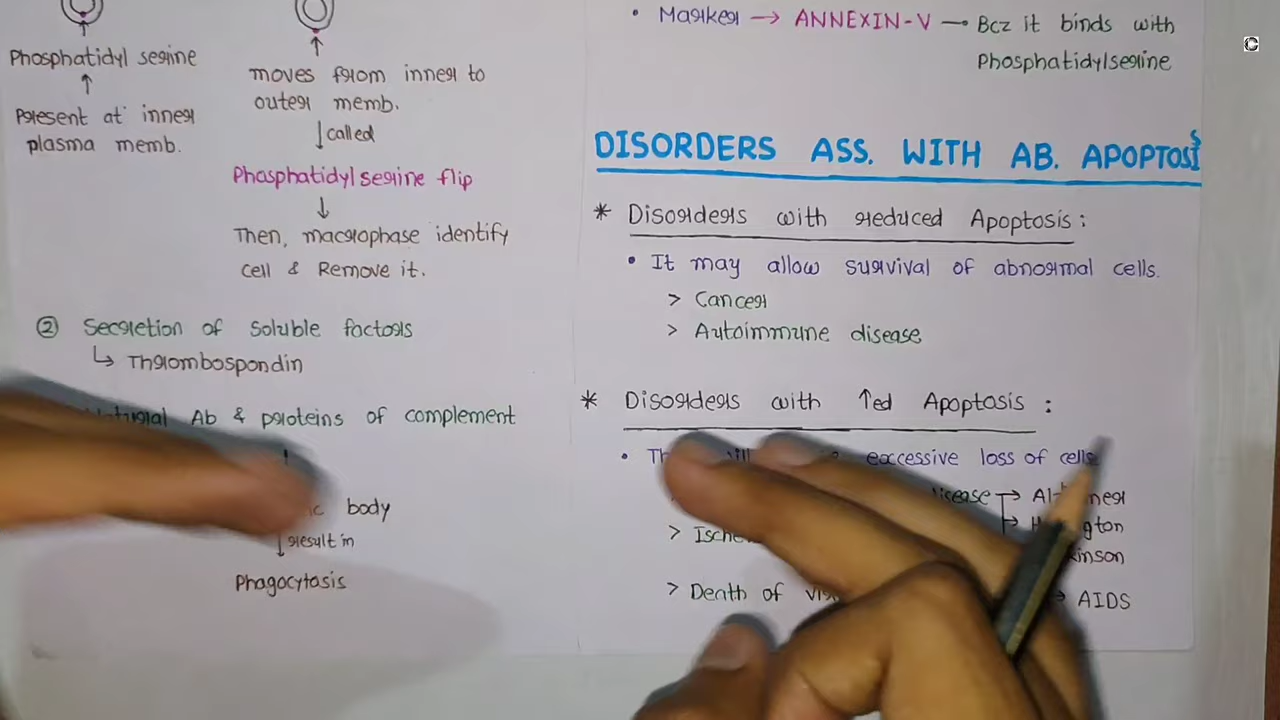 Phosphatidyl serine
↑
Present at inner
plasma memb.
↑
moves from inner to
outer memb.
↓ called
Phosphatidylserine flip
↓
Then, macrophase identify
cell & Remove it.
② Secretion of soluble factors
↳ Thrombospondin
Ab & proteins of complement
body
↓ result in
Phagocytosis
• Marker → ANNEXIN-V — Bcz it binds with
Phosphatidylserine
DISORDERS ASS. WITH AB. APOPTOSIS
* Disorders with reduced Apoptosis:
• It may allow survival of abnormal cells.
> Cancer
> Autoimmune disease
* Disorders with ↑ed Apoptosis :
• excessive loss of cells
→
→
>
> Death of → AIDS